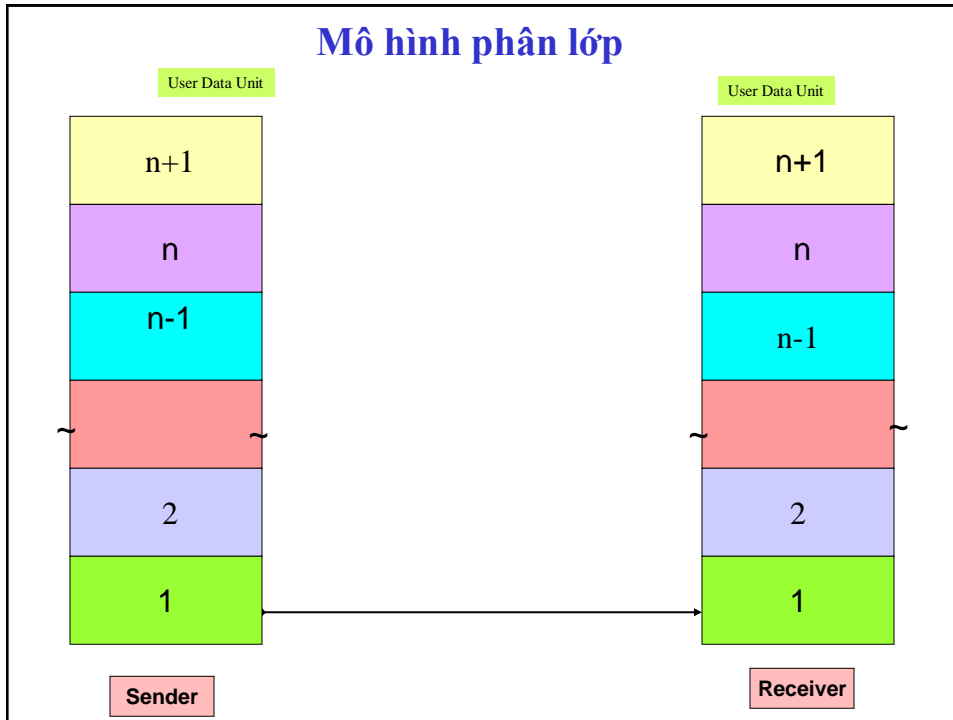 Mô hình phân lớp
User Data Unit
User Data Unit
n+1
n+1
n
n
n-1
n-1
~
~
~
~
2
2
1
1
Sender
Receiver